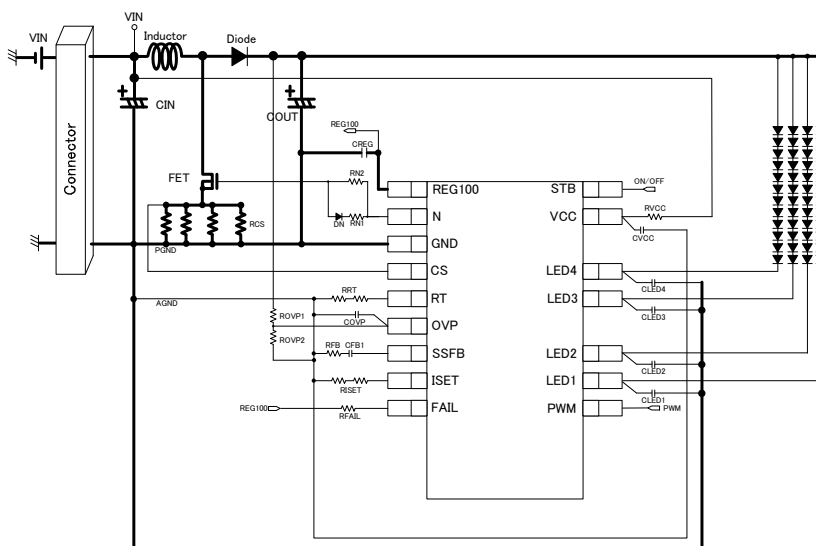 VIN
VIN
Inductor
Diode
CIN
COUT
REG100
CREG
Connector
FET
RN2
DN
RN1
RCS
PGND
AGND
RRT
ROVP1
COVP
ROVP2
RFB
CFB1
RISET
REG100
RFAIL
REG100
N
GND
CS
RT
OVP
SSFB
ISET
FAIL
STB
VCC
LED4
LED3
LED2
LED1
PWM
ON/OFF
RVCC
CVCC
CLED4
CLED3
CLED2
CLED1
PWM